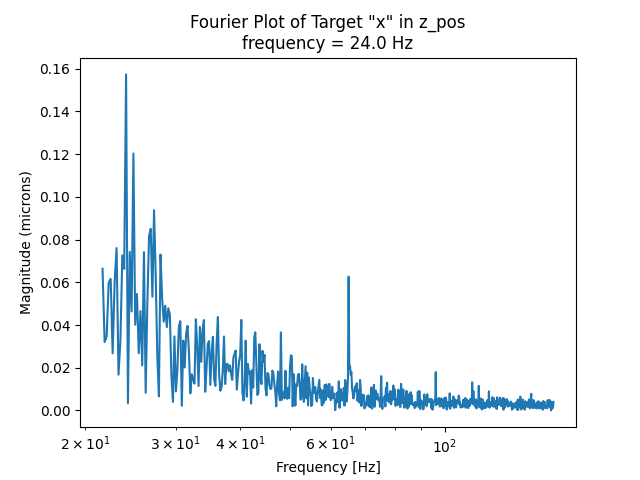 Fourier Plot of Target "x" in z_pos
frequency = 24.0 Hz
Magnitude (microns)
0.16
0.14
0.12
0.10
0.08
0.06
0.04
0.02
0.00
2 × 10¹ 3 × 10¹ 4 × 10¹ 6 × 10¹ 10²
Frequency [Hz]